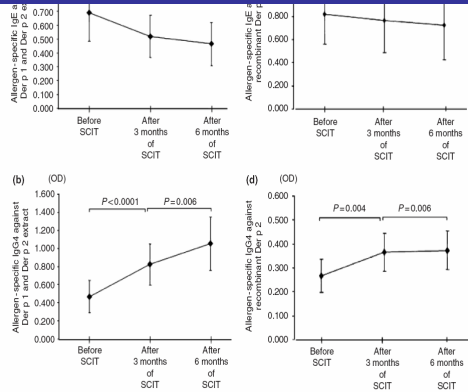 Allergen-specific IgE a
Der p 1 and Der p 2 e
0.700
0.600
0.500
0.400
0.300
0.200
0.100
0.000
Before
SCIT
After
3 months
of
SCIT
After
6 months
of
SCIT
Allergen-specific IgE
recombinant Der p
0.800
0.600
0.400
0.200
0.000
Before
SCIT
After
3 months
of
SCIT
After
6 months
of
SCIT
(b)
(OD)
Allergen-specific IgG4 against
Der p 1 and Der p 2 extract
1.600
1.400
1.200
1.000
0.800
0.600
0.400
0.200
0.000
P<0.0001
P=0.006
Before
SCIT
After
3 months
of
SCIT
After
6 months
of
SCIT
(d)
(OD)
Allergen-specific IgG4 against
recombinant Der p 2
0.600
0.500
0.400
0.300
0.200
0.100
0.000
P=0.004
P=0.006
Before
SCIT
After
3 months
of
SCIT
After
6 months
of
SCIT